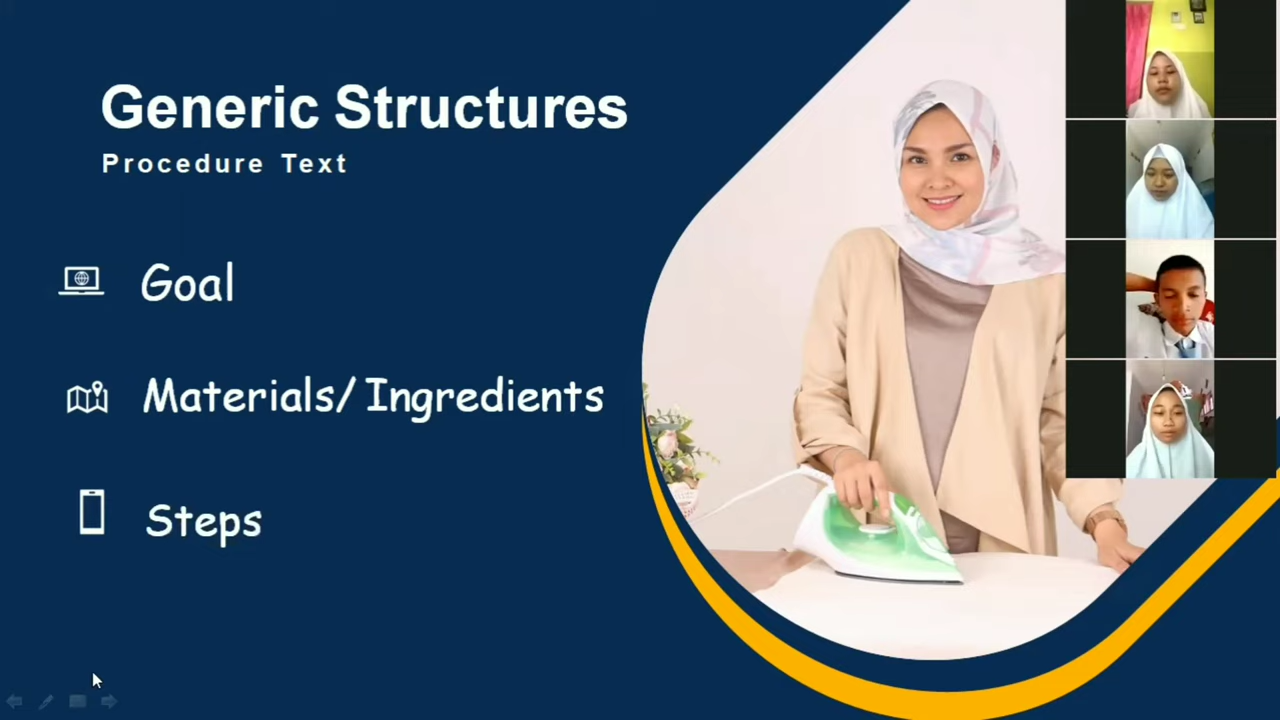 Generic Structures
Procedure Text
Goal
Materials/ Ingredients
Steps